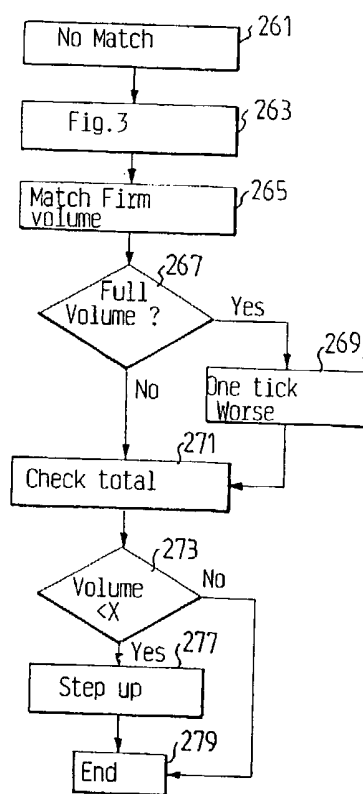 No Match
261
Fig.3
263
Match Firm
volume
265
267
Full
Volume ?
Yes
No
269
One tick
Worse
271
Check total
273
Volume
<X
No
Yes
277
Step up
279
End